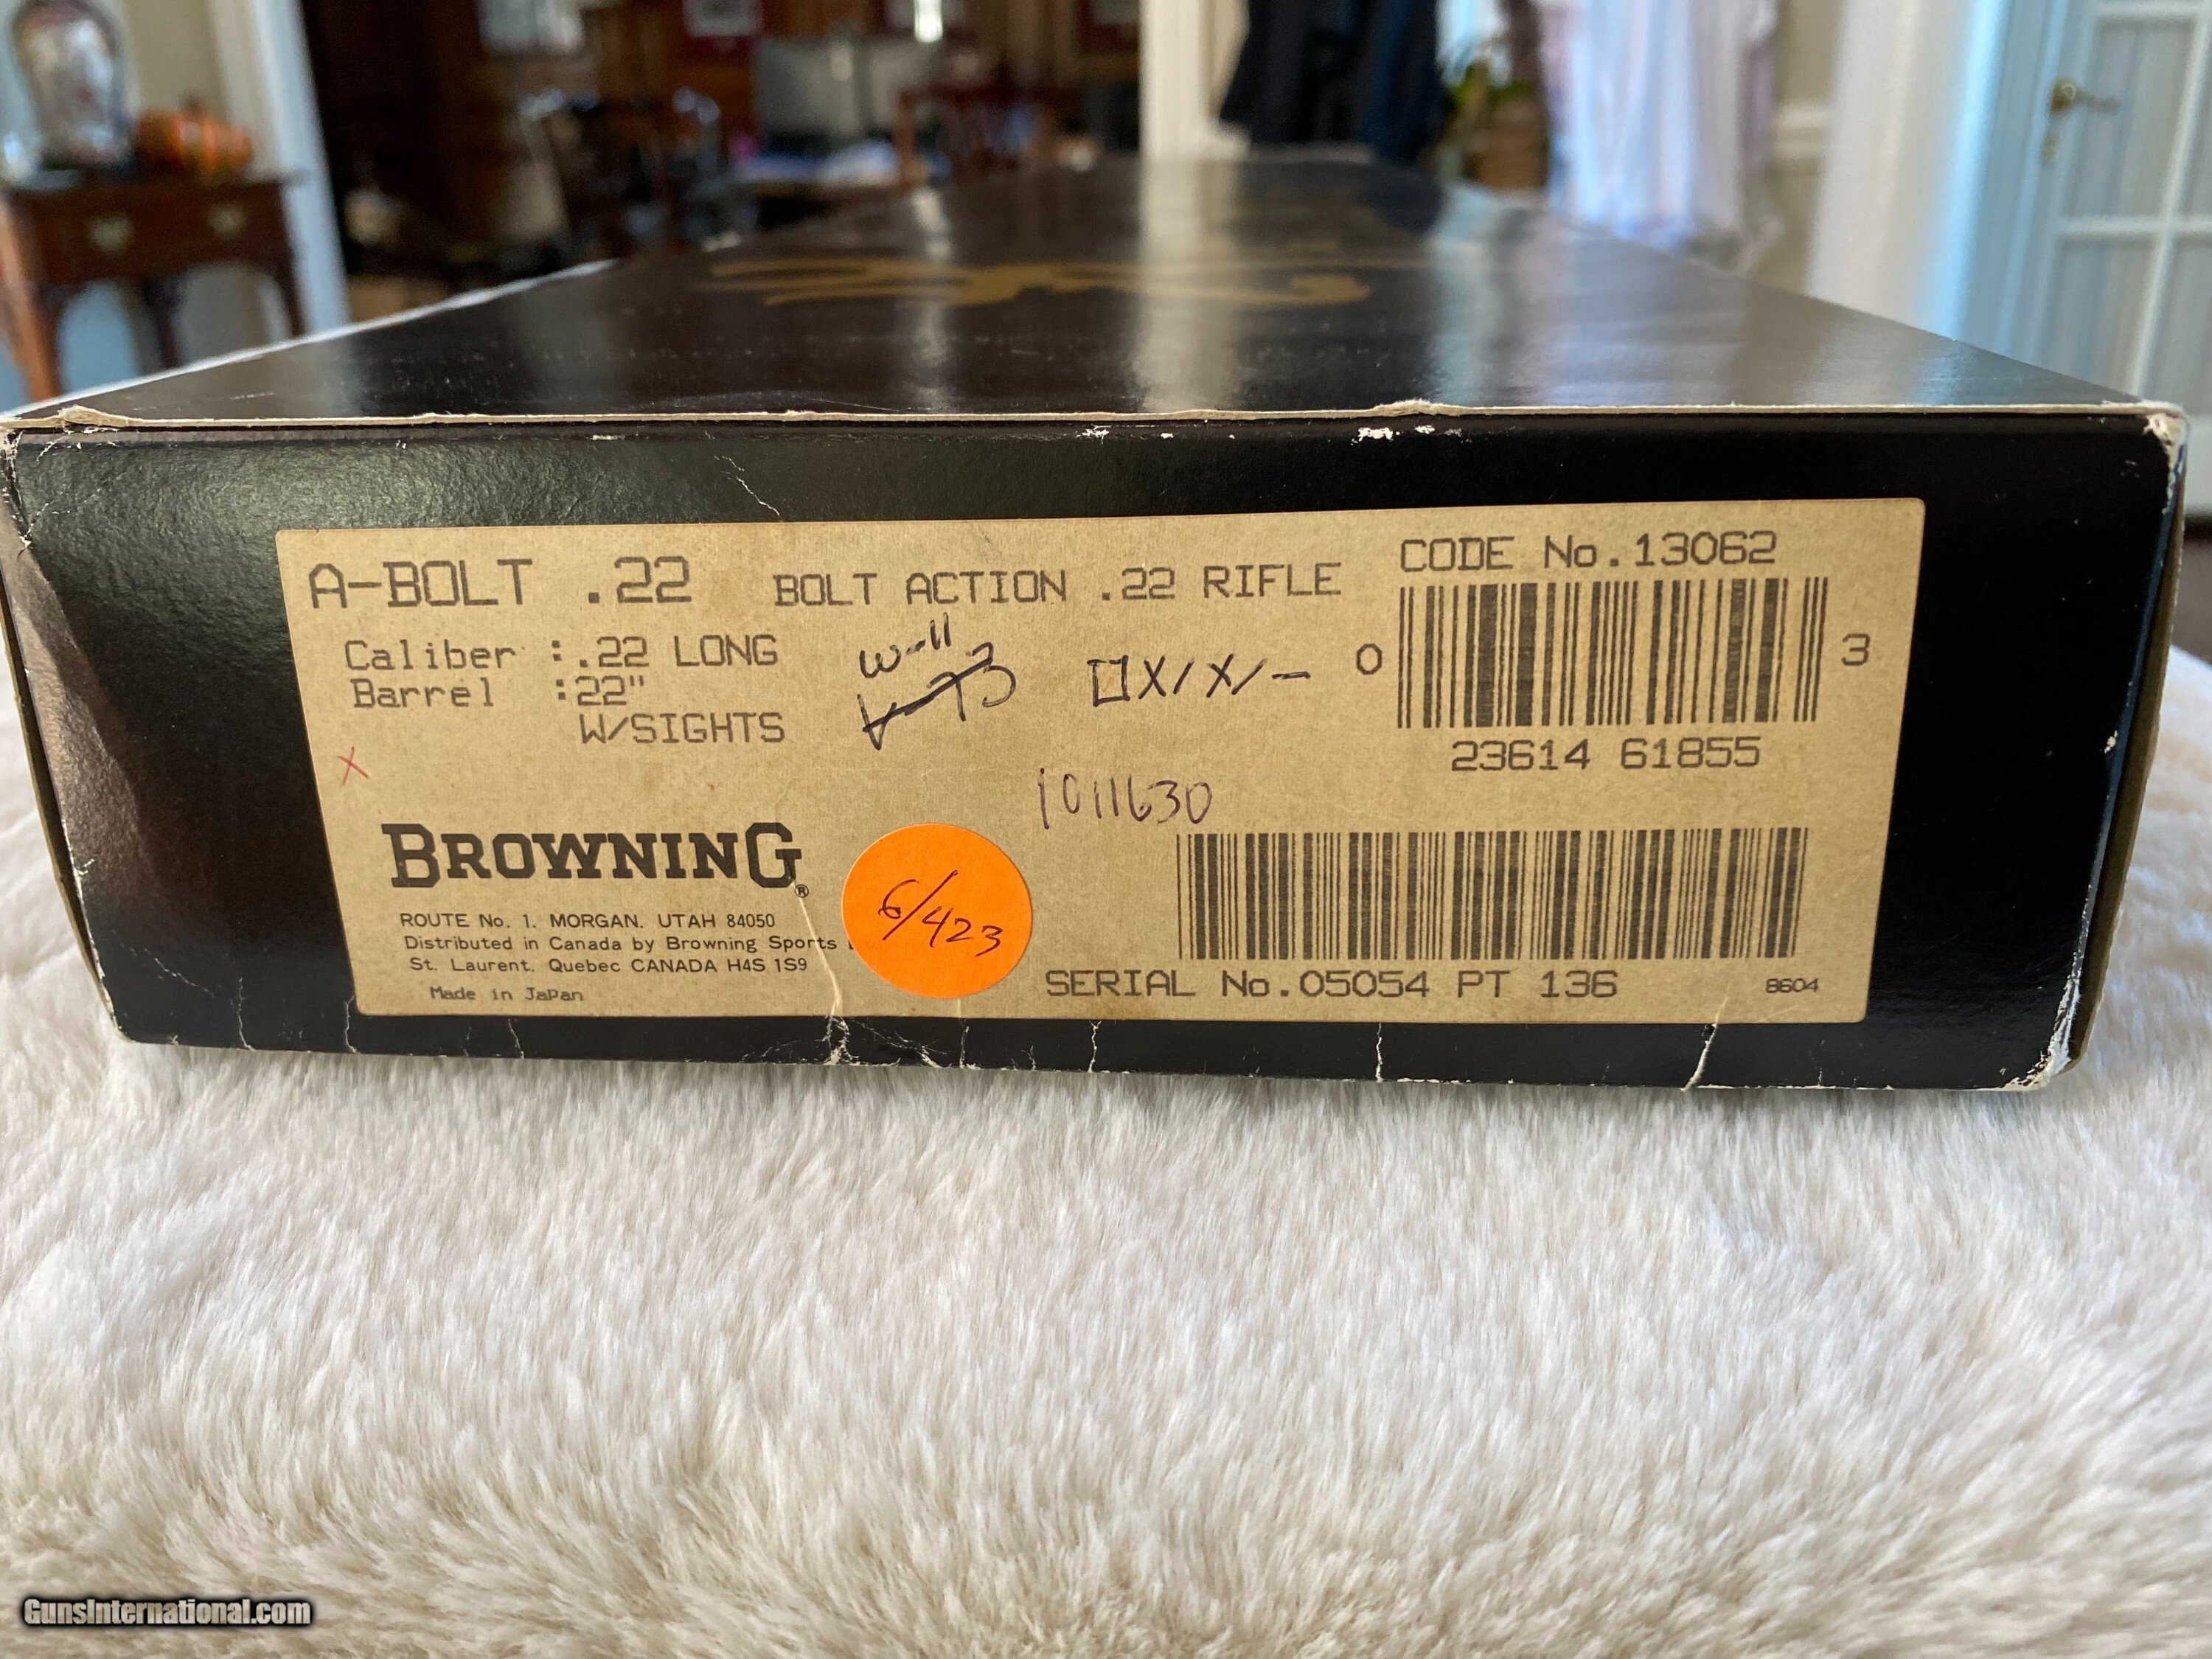 A-BOLT .22 BOLT ACTION .22 RIFLE
CODE No.13062
Caliber :.22 LONG
Barrel :22"
W/SIGHTS
W-11
X/X/-
0 3
23614 61855
X
1011630
BROWNING®
ROUTE No. 1, MORGAN, UTAH 84050
Distributed in Canada by Browning Sports
St. Laurent, Quebec CANADA H4S 1S9
Made in Japan
6/423
SERIAL No.05054 PT 136
8604
GunsInternational.com